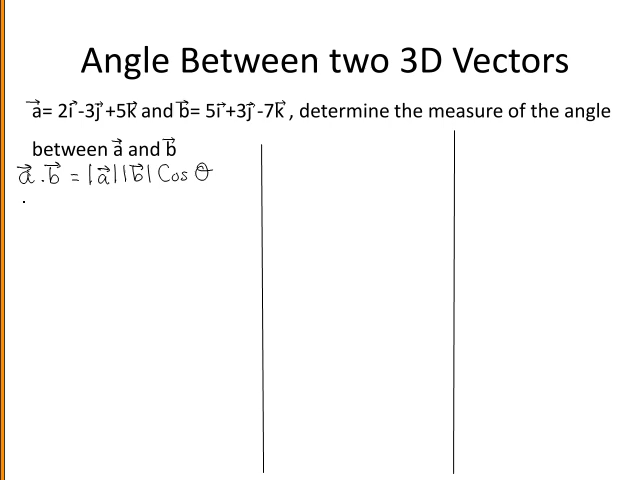 Angle Between two 3D Vectors
a⃗= 2i⃗ -3j⃗ +5k⃗ and b⃗= 5i⃗+3j⃗ -7k⃗ , determine the measure of the angle
between a⃗ and b⃗
a⃗ . b⃗ = |a⃗| |b⃗| Cos θ